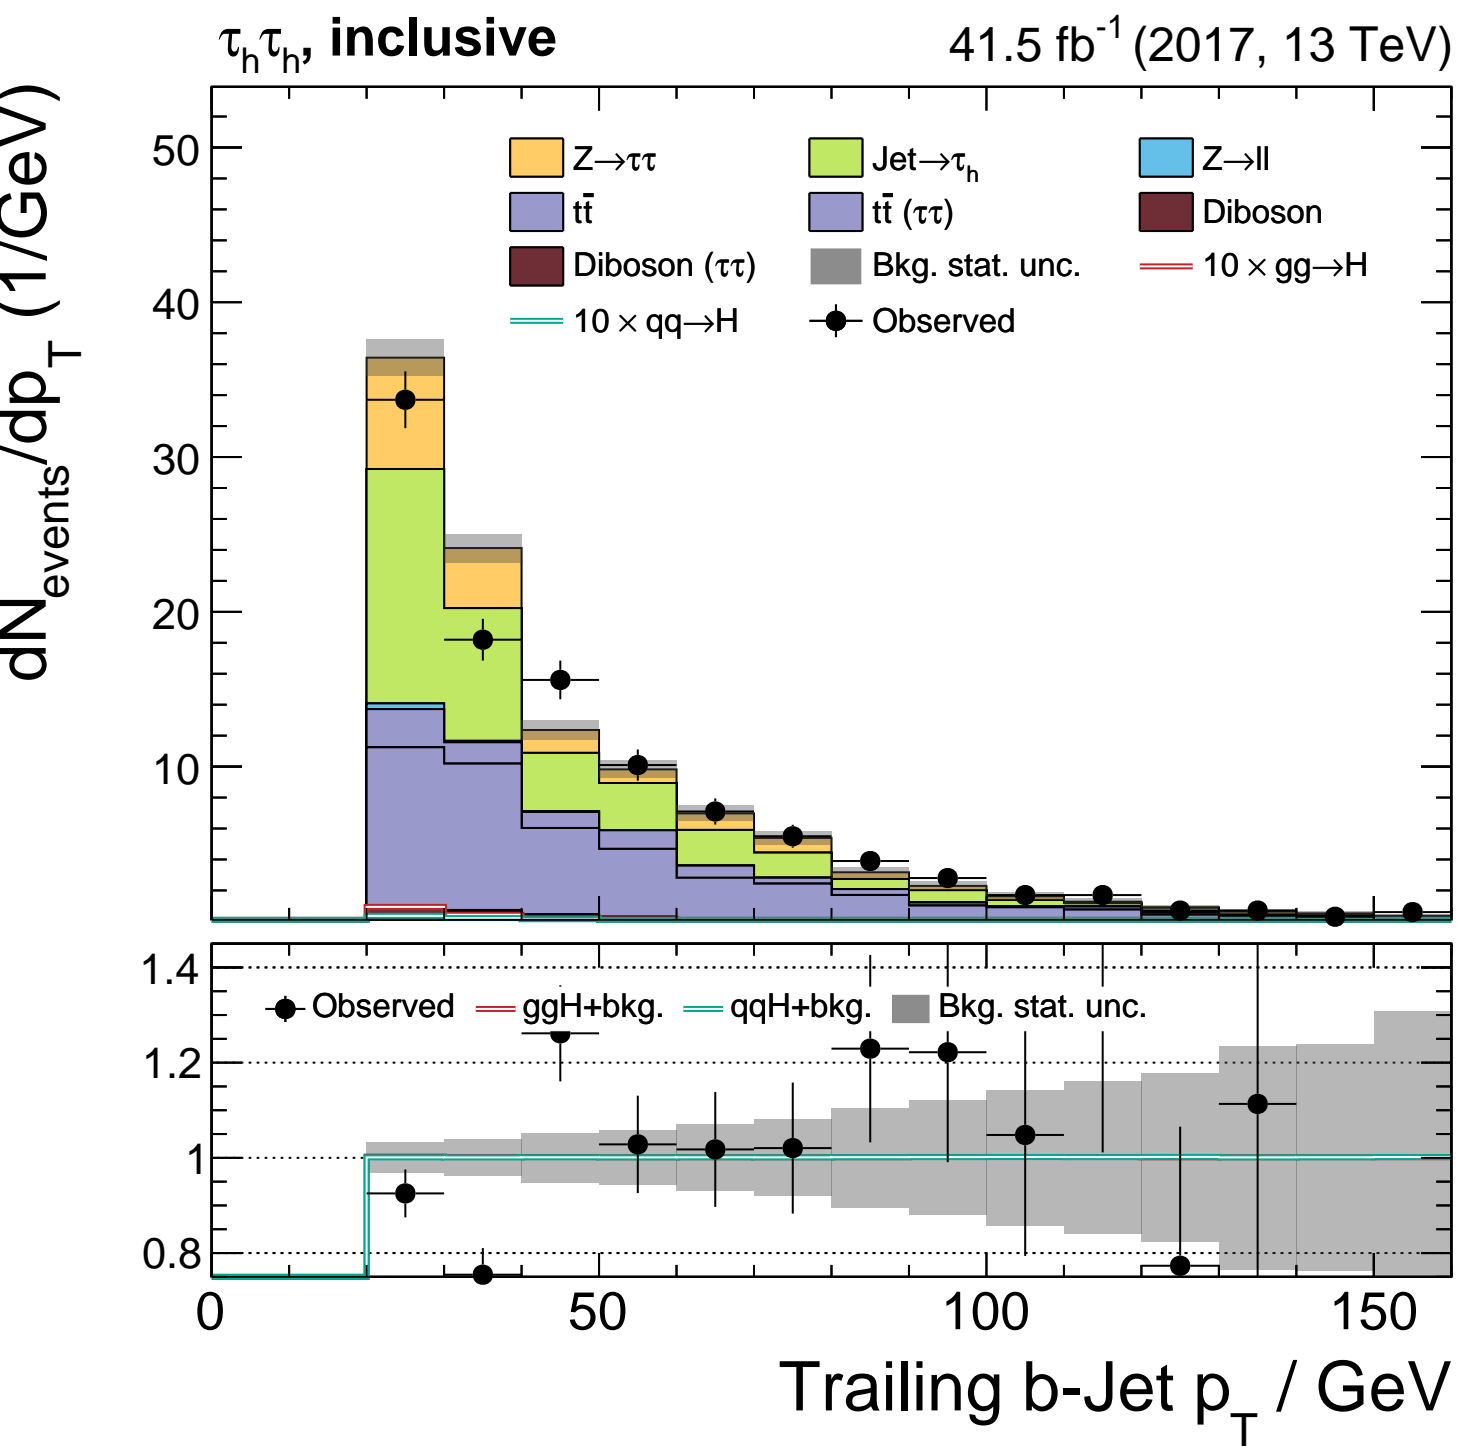 τhτh, inclusive 41.5 fb-1 (2017, 13 TeV)
dNevents/dpT (1/GeV)
50
40
30
20
10
Z→ττ Jet→τh Z→ll
tt̄ tt̄ (ττ) Diboson
Diboson (ττ) Bkg. stat. unc. 10 × gg→H
10 × qq→H Observed
1.4
1.2
1
0.8
Observed ggH+bkg. qqH+bkg. Bkg. stat. unc.
0 50 100 150
Trailing b-Jet pT / GeV